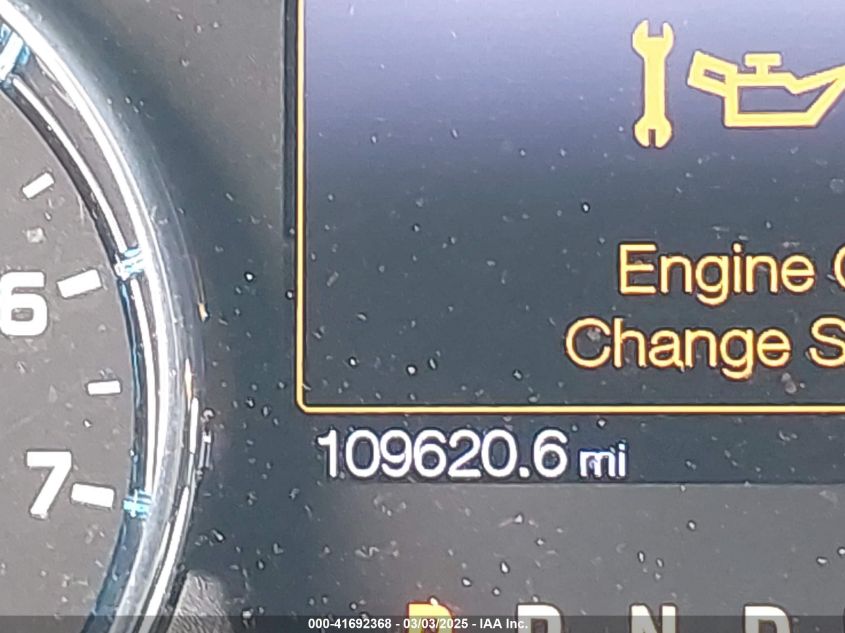 6
7
Engine
Change S
109620.6 mi
P R N D
000-41692368 - 03/03/2025 - IAA Inc.